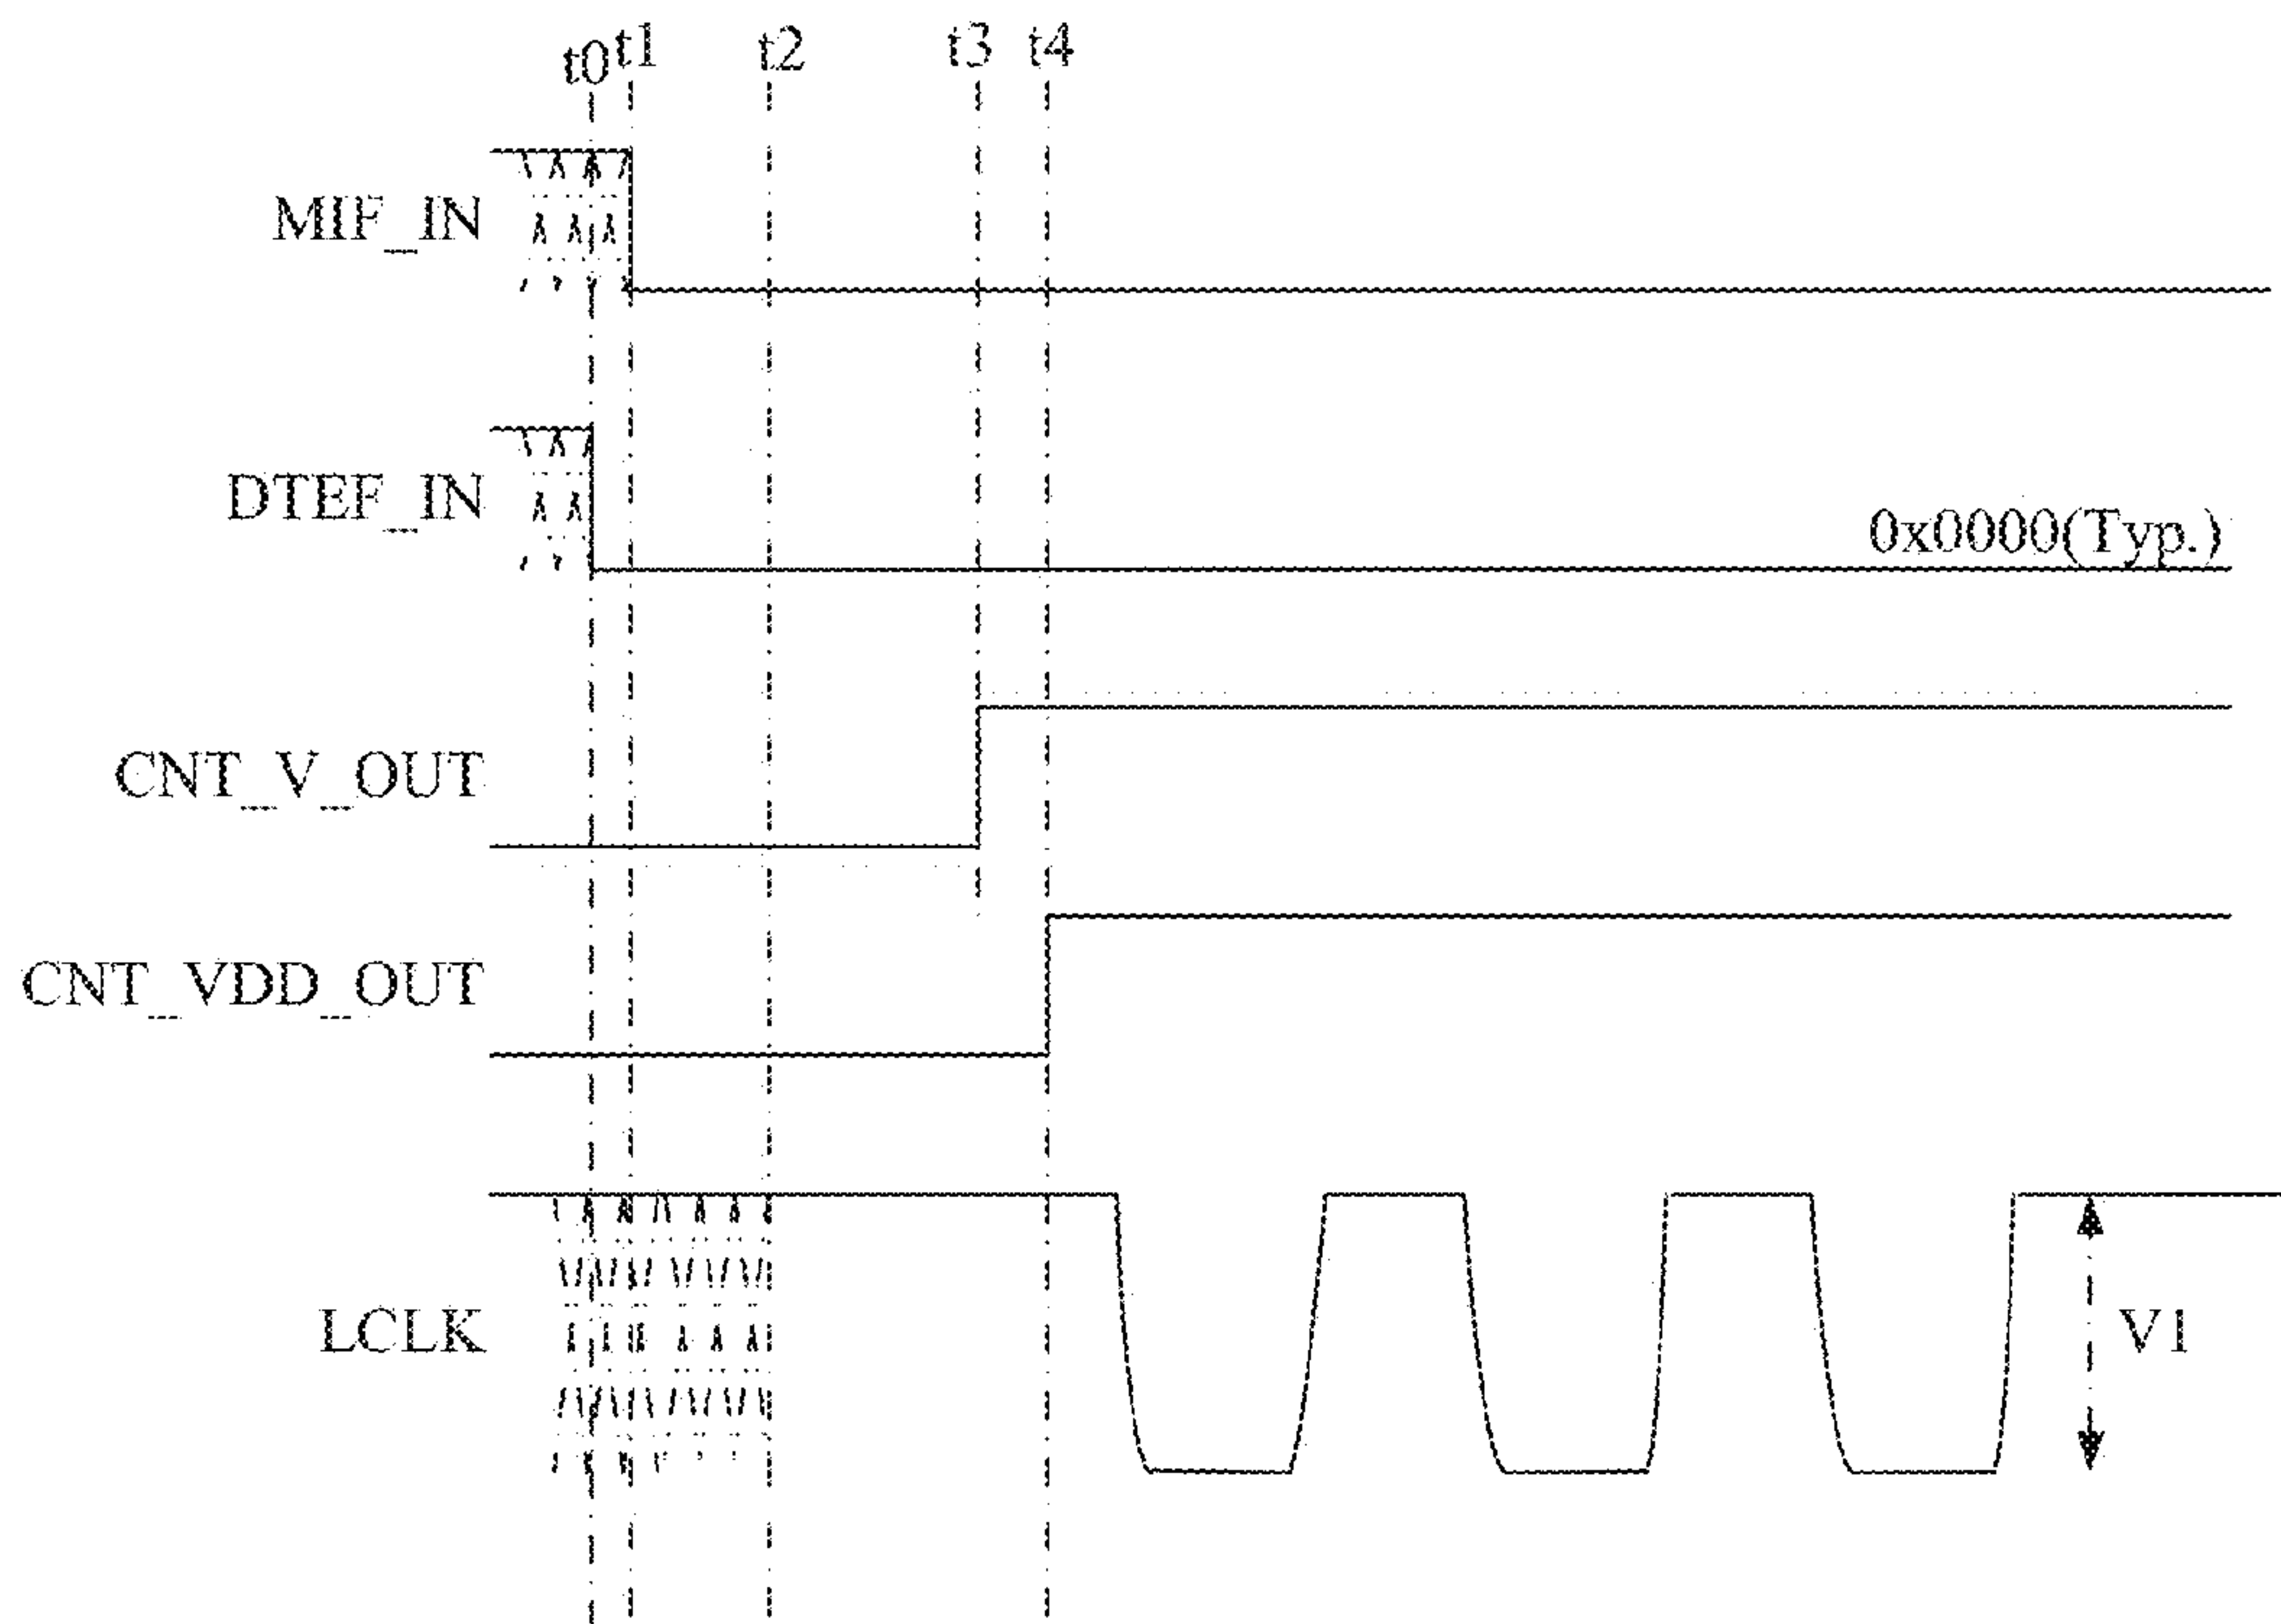 t0 t1 t2 t3 t4
MIF_IN
DTEF_IN
0x0000(Typ.)
CNT_V_OUT
CNT_VDD_OUT
LCLK
V1